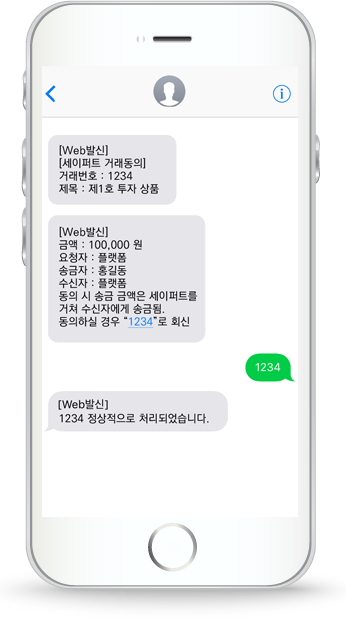 [Web발신]
[세이퍼트 거래동의]
거래번호 : 1234
제목 : 제1호 투자 상품
[Web발신]
금액 : 100,000 원
요청자 : 플랫폼
송금자 : 홍길동
수신자 : 플랫폼
동의 시 송금 금액은 세이퍼트를
거쳐 수신자에게 송금됨.
동의하실 경우 “1234”로 회신
1234
[Web발신]
1234 정상적으로 처리되었습니다.